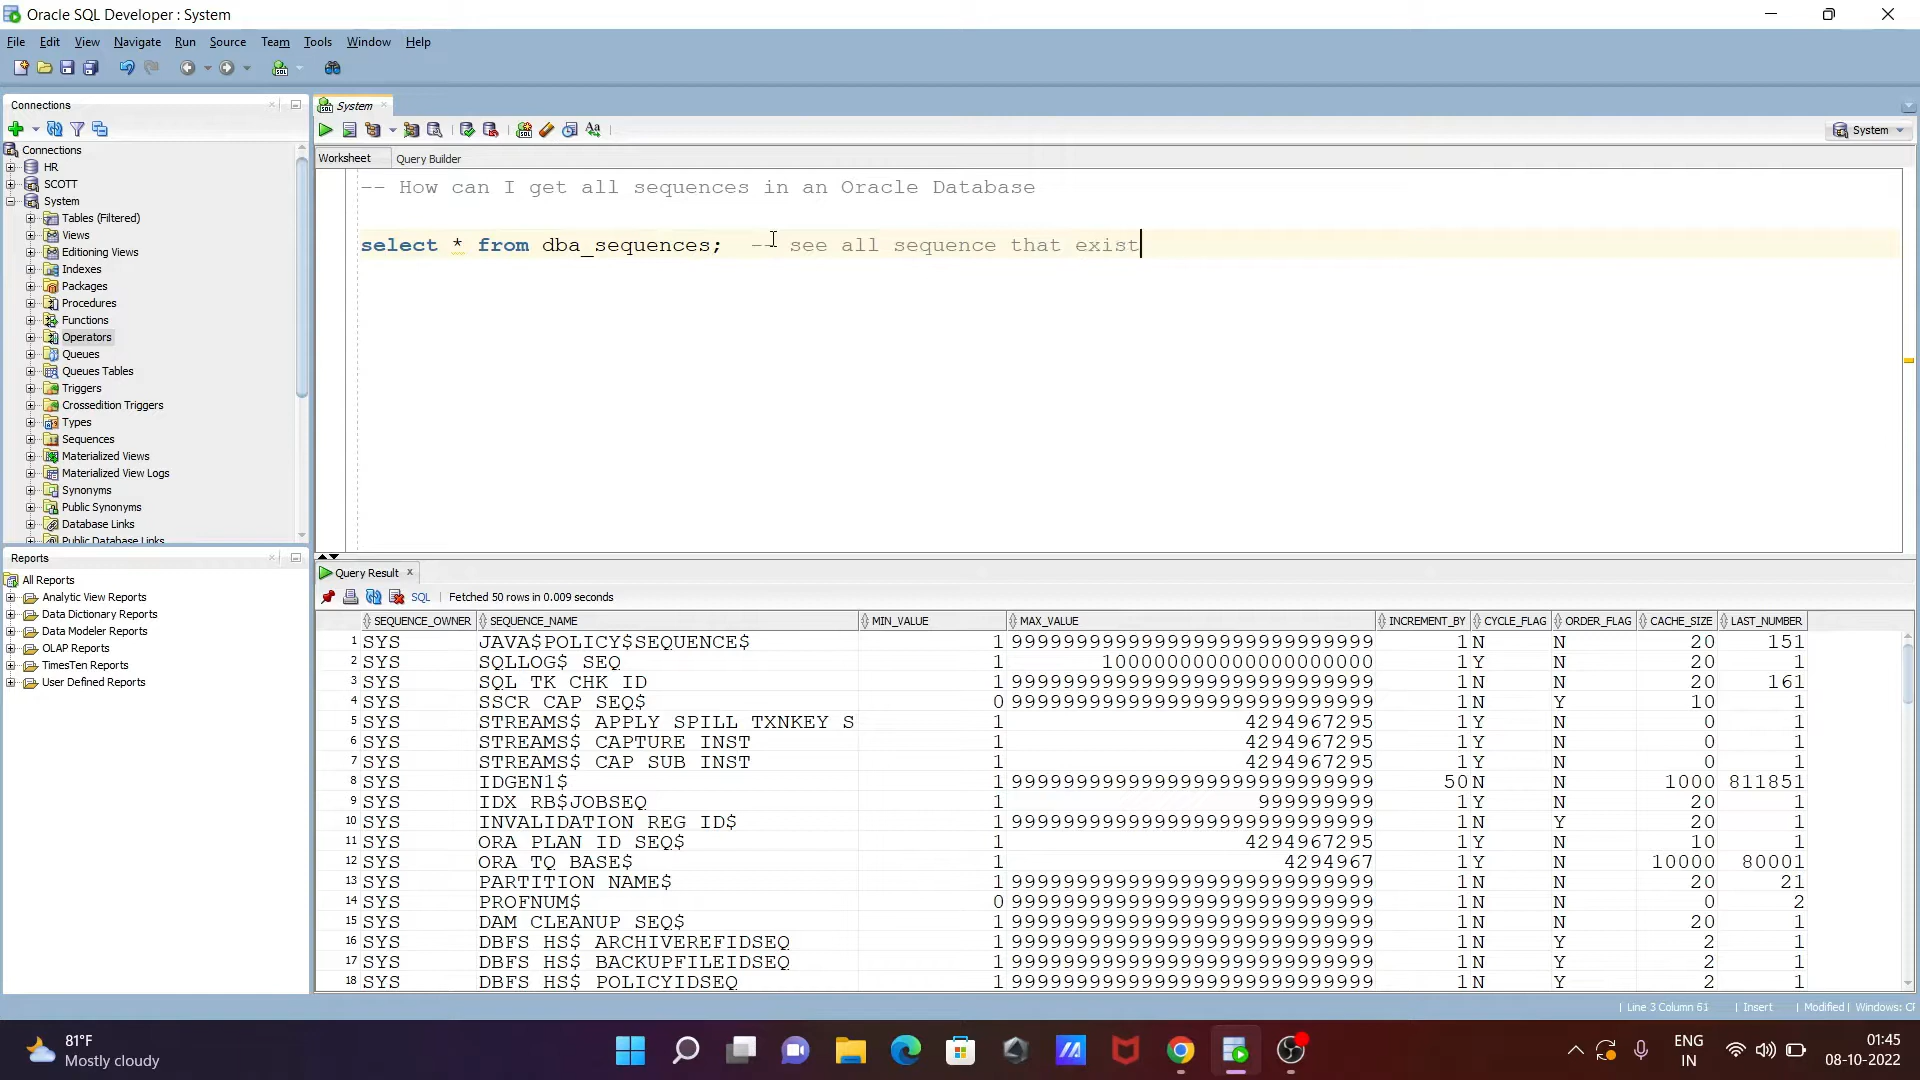 Oracle SQL Developer : System
File Edit View Navigate Run Source Team Tools Window Help
Connections
Connections
HR
SCOTT
System
Tables (Filtered)
Views
Editioning Views
Indexes
Packages
Procedures
Functions
Operators
Queues
Queues Tables
Triggers
Crossedition Triggers
Types
Sequences
Materialized Views
Materialized View Logs
Synonyms
Public Synonyms
Database Links
Public Database Links
Reports
All Reports
Analytic View Reports
Data Dictionary Reports
Data Modeler Reports
OLAP Reports
TimesTen Reports
User Defined Reports
System
System
Worksheet Query Builder
-- How can I get all sequences in an Oracle Database
select * from dba_sequences; -- see all sequence that exist
Query Result
SQL | Fetched 50 rows in 0.009 seconds
SEQUENCE_OWNER SEQUENCE_NAME MIN_VALUE MAX_VALUE INCREMENT_BY CYCLE_FLAG ORDER_FLAG CACHE_SIZE LAST_NUMBER
1 SYS JAVA$POLICY$SEQUENCE$ 1 9999999999999999999999999999 1 N N 20 151
2 SYS SQLLOG$_SEQ 1 100000000000000000000 1 Y N 20 1
3 SYS SQL_TK_CHK_ID 1 9999999999999999999999999999 1 N N 20 161
4 SYS SSCR_CAP_SEQ$ 0 9999999999999999999999999999 1 N Y 10 1
5 SYS STREAMS$_APPLY_SPILL_TXNKEY_S 1 4294967295 1 Y N 0 1
6 SYS STREAMS$_CAPTURE_INST 1 4294967295 1 Y N 0 1
7 SYS STREAMS$_CAP_SUB_INST 1 4294967295 1 Y N 0 1
8 SYS IDGEN1$ 1 9999999999999999999999999999 50 N N 1000 811851
9 SYS IDX_RB$JOBSEQ 1 999999999 1 Y N 20 1
10 SYS INVALIDATION_REG_ID$ 1 9999999999999999999999999999 1 N Y 20 1
11 SYS ORA_PLAN_ID_SEQ$ 1 4294967295 1 Y N 10 1
12 SYS ORA_TQ_BASE$ 1 4294967 1 Y N 10000 80001
13 SYS PARTITION_NAME$ 1 9999999999999999999999999999 1 N N 20 21
14 SYS PROFNUM$ 0 9999999999999999999999999999 1 N N 0 2
15 SYS DAM_CLEANUP_SEQ$ 1 9999999999999999999999999999 1 N N 20 1
16 SYS DBFS_HS$_ARCHIVEREFIDSEQ 1 9999999999999999999999999999 1 N Y 2 1
17 SYS DBFS_HS$_BACKUPFILEIDSEQ 1 9999999999999999999999999999 1 N Y 2 1
18 SYS DBFS_HS$_POLICYIDSEQ 1 9999999999999999999999999999 1 N Y 2 1
| Line 3 Column 61 | Insert | Modified | Windows: CF
81°F
Mostly cloudy
ENG
IN
01:45
08-10-2022